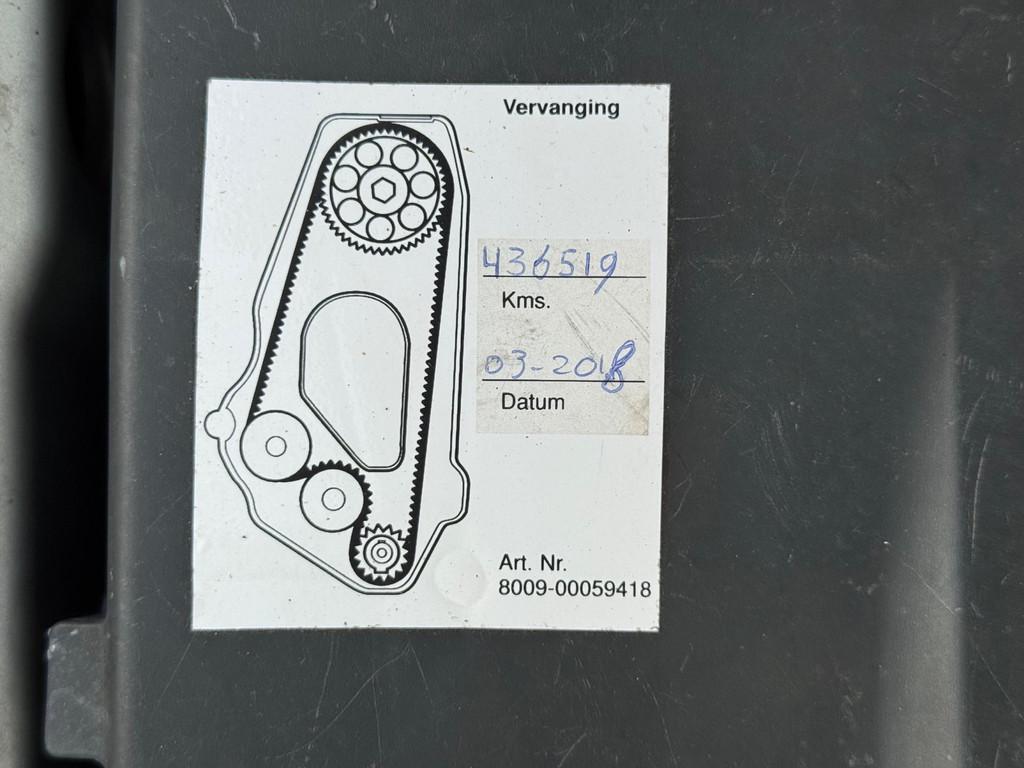 Vervanging
436519
Kms.
03-2018
Datum
Art. Nr.
8009-00059418